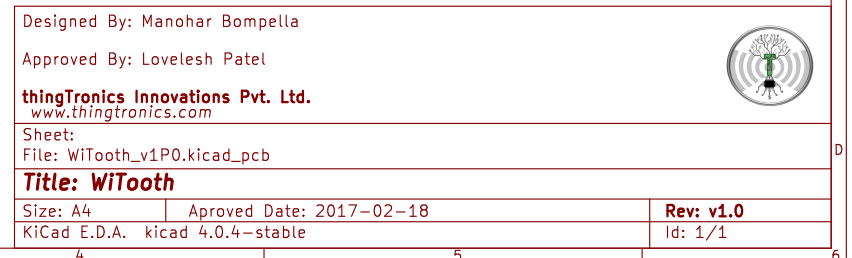 Designed By: Manohar Bompella
Approved By: Lovelesh Patel
thingTronics Innovations Pvt. Ltd.
www.thingtronics.com
Sheet:
File: WiTooth_v1P0.kicad_pcb
D
Title: WiTooth
Size: A4 Aproved Date: 2017-02-18 Rev: v1.0
KiCad E.D.A. kicad 4.0.4-stable Id: 1/1
4 5 6